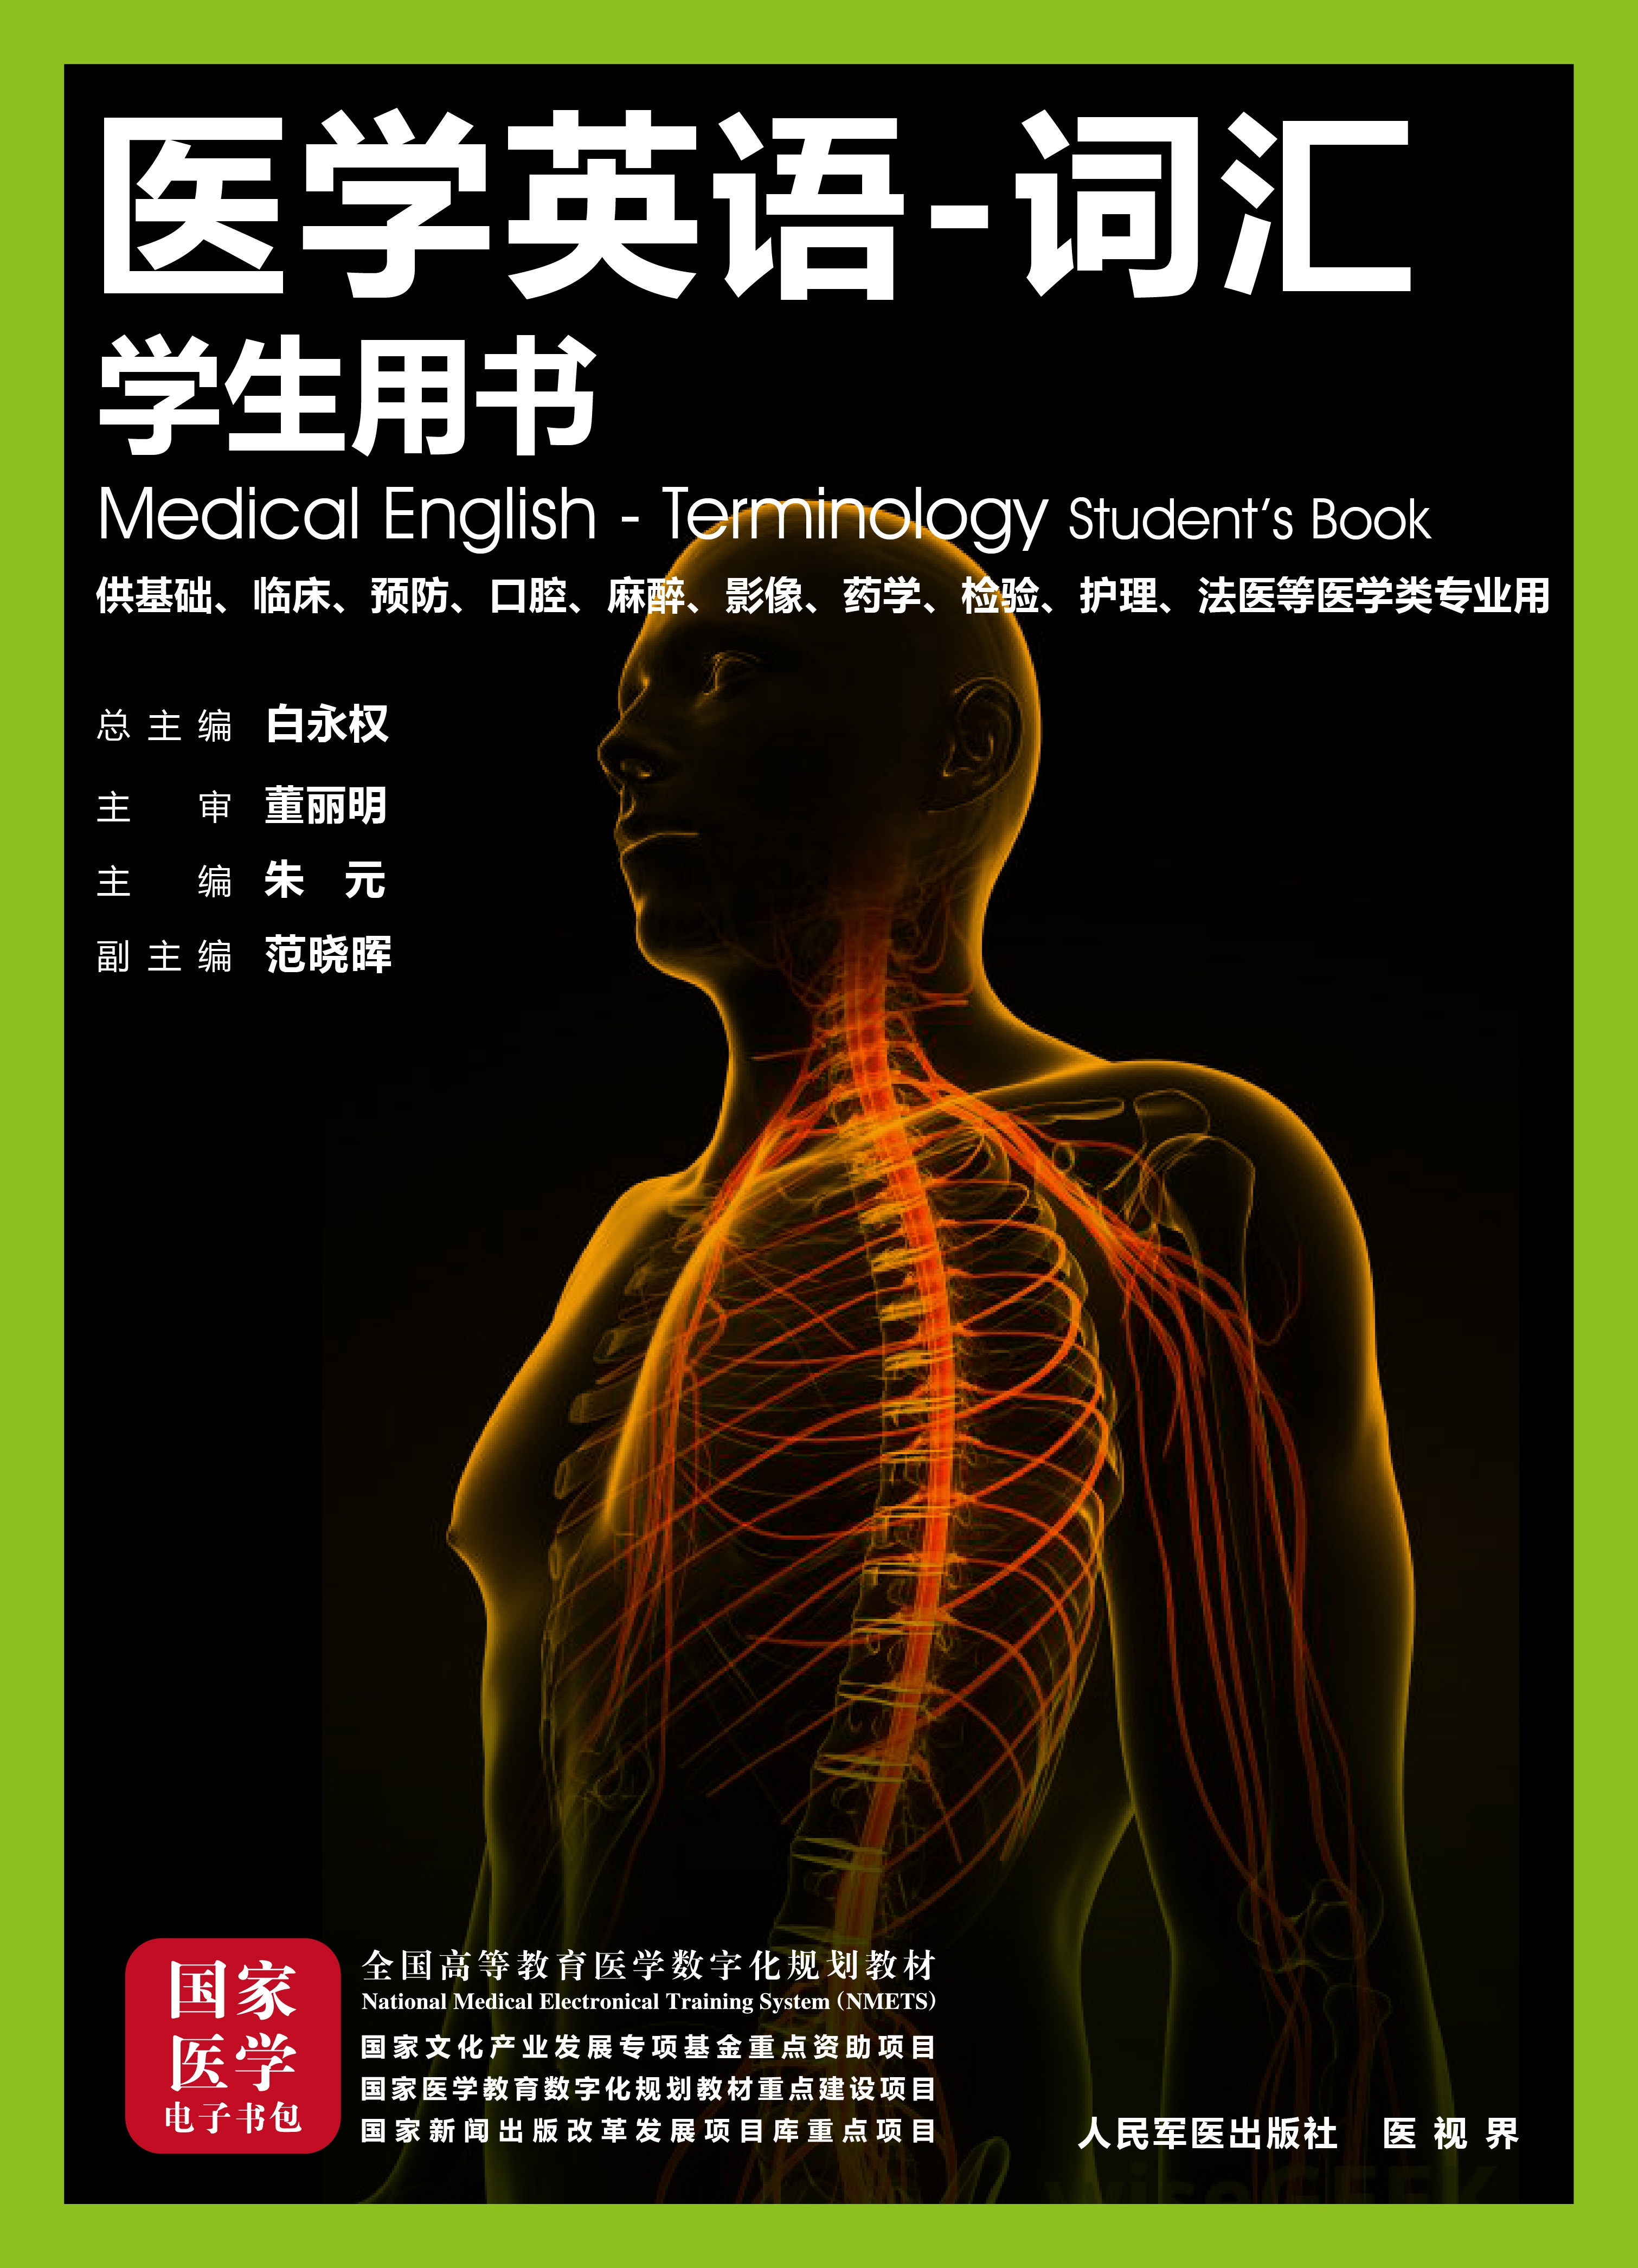 医学英语-词汇
学生用书
Medical English - Terminology Student's Book
供基础、临床、预防、口腔、麻醉、影像、药学、检验、护理、法医等医学类专业用
总主编 白永权
主审 董丽明
主编 朱元
副主编 范晓晖
国家
医学
电子书包
全国高等教育医学数字化规划教材
National Medical Electronical Training System (NMETS)
国家文化产业发展专项基金重点资助项目
国家医学教育数字化规划教材重点建设项目
国家新闻出版改革发展项目库重点项目
人民军医出版社 医视界
wiseGEEK